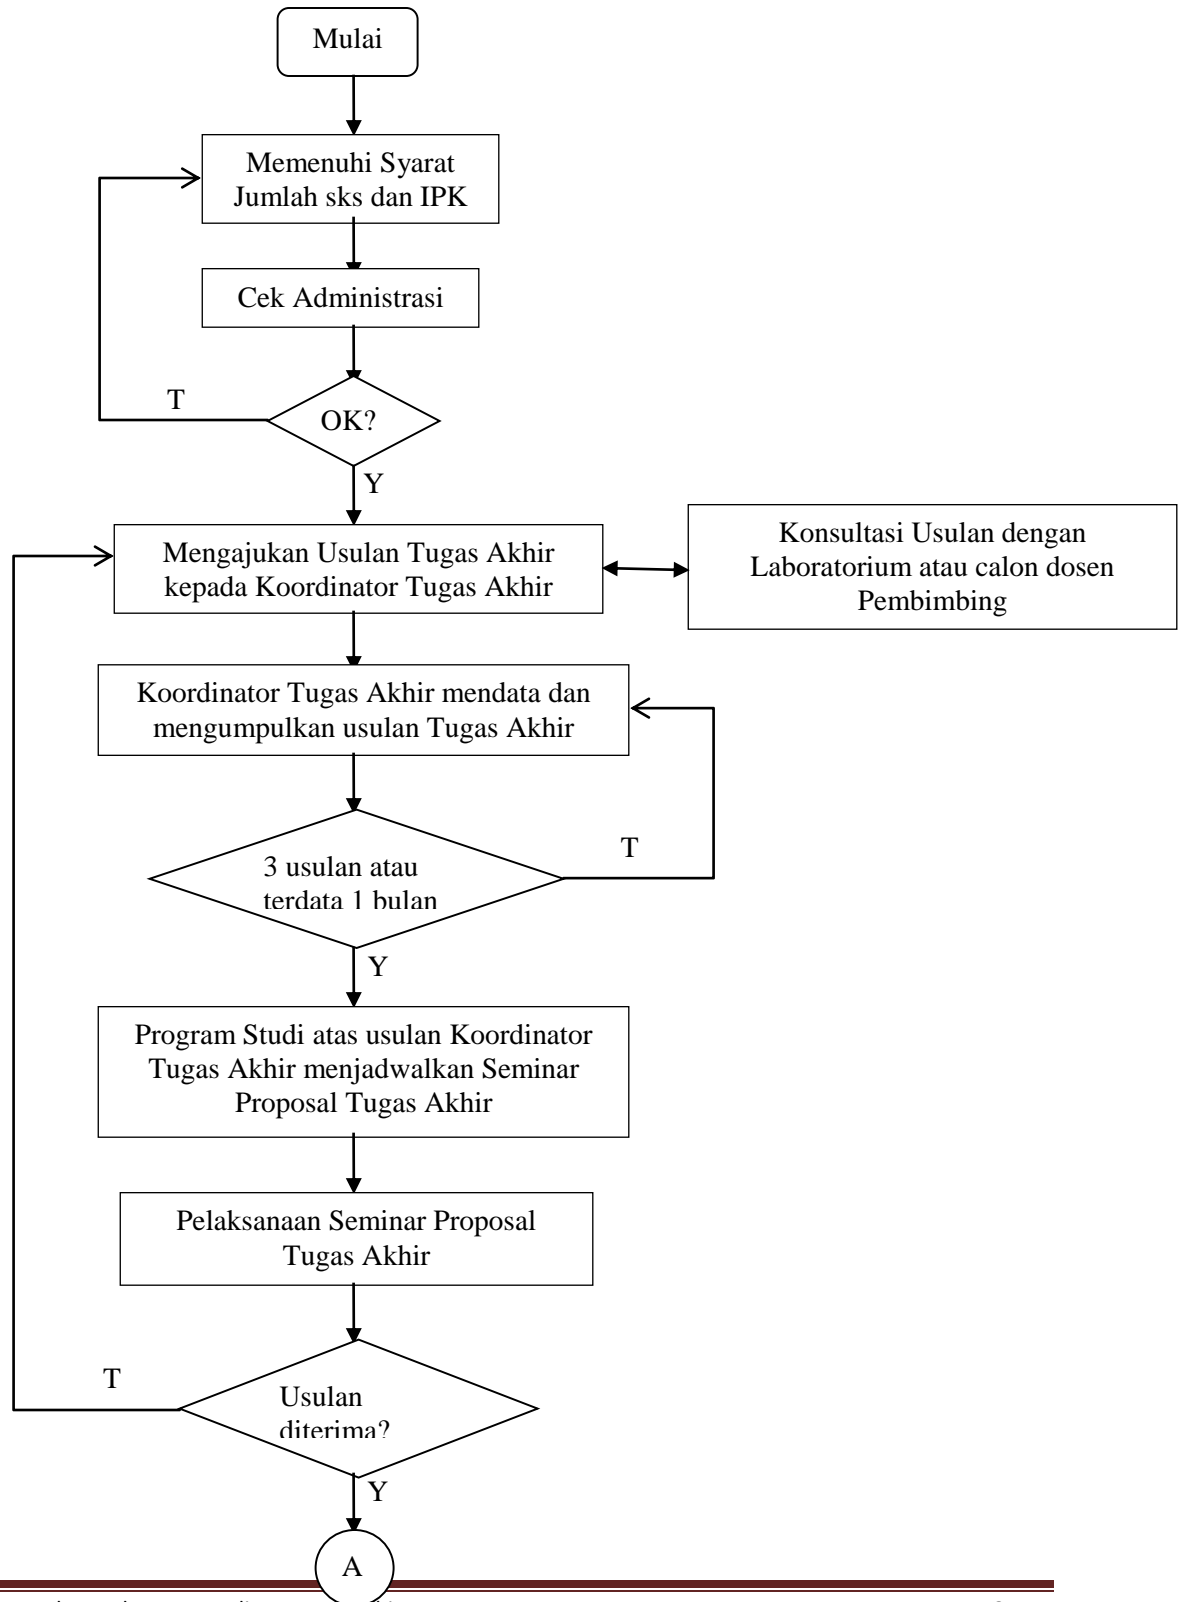 Mulai
Memenuhi Syarat
Jumlah sks dan IPK
Cek Administrasi
T
OK?
Y
Mengajukan Usulan Tugas Akhir
kepada Koordinator Tugas Akhir
Konsultasi Usulan dengan
Laboratorium atau calon dosen
Pembimbing
Koordinator Tugas Akhir mendata dan
mengumpulkan usulan Tugas Akhir
3 usulan atau
terdata 1 bulan
T
Y
Program Studi atas usulan Koordinator
Tugas Akhir menjadwalkan Seminar
Proposal Tugas Akhir
Pelaksanaan Seminar Proposal
Tugas Akhir
T
Usulan
diterima?
Y
A